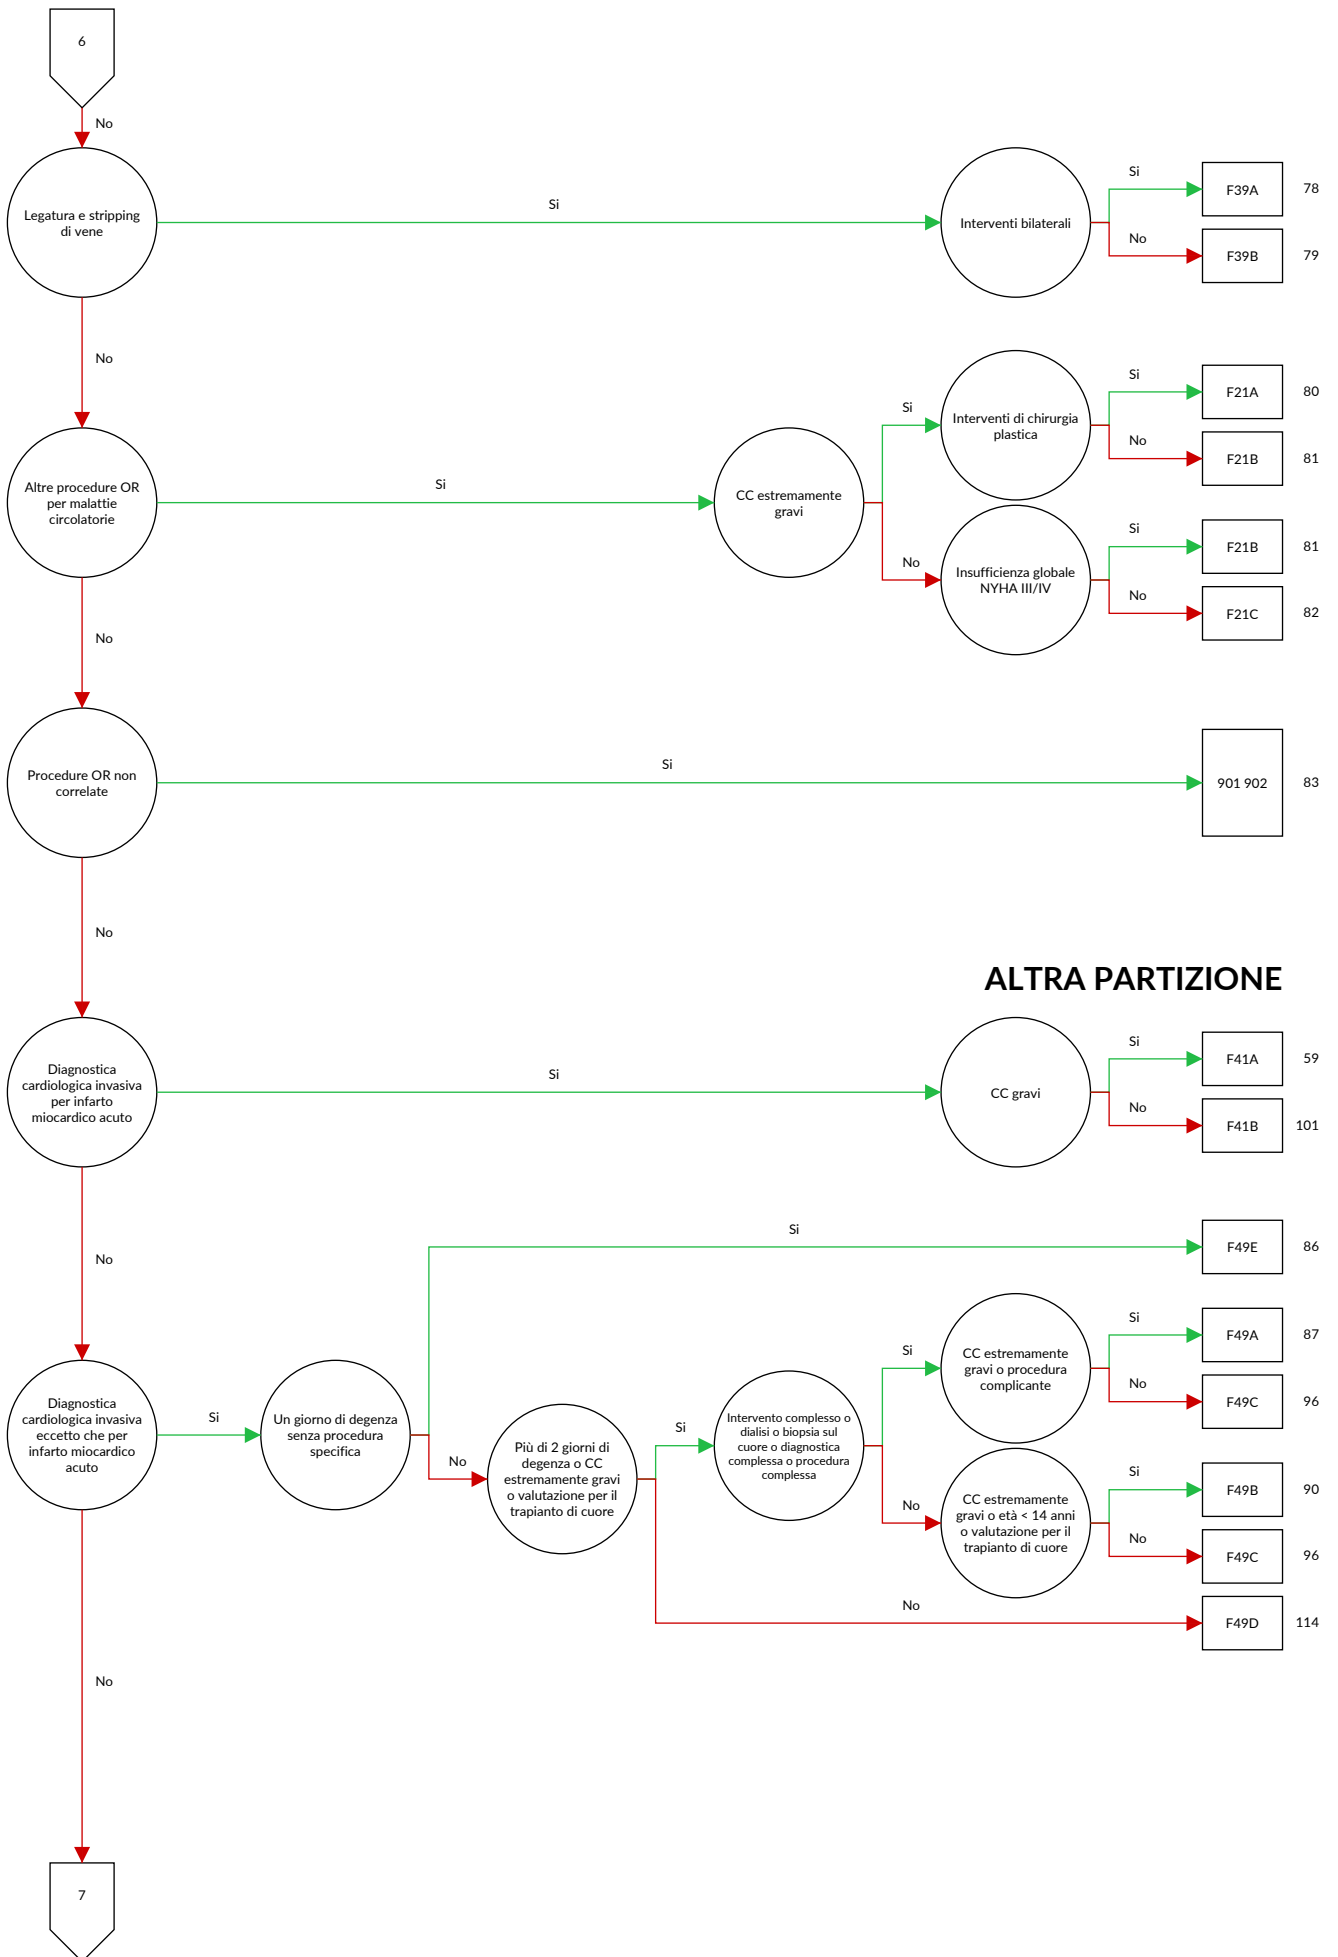 6
No
Legatura e stripping
di vene
Si
Interventi bilaterali
Si
F39A
78
No
F39B
79
No
Altre procedure OR
per malattie
circolatorie
Si
CC estremamente
gravi
Si
Interventi di chirurgia
plastica
Si
F21A
80
No
F21B
81
No
Insufficienza globale
NYHA III/IV
Si
F21B
81
No
F21C
82
No
Procedure OR non
correlate
Si
901 902
83
No
ALTRA PARTIZIONE
Diagnostica
cardiologica invasiva
per infarto
miocardico acuto
Si
CC gravi
Si
F41A
59
No
F41B
101
No
Diagnostica
cardiologica invasiva
eccetto che per
infarto miocardico
acuto
Si
Un giorno di degenza
senza procedura
specifica
Si
F49E
86
No
Più di 2 giorni di
degenza o CC
estremamente gravi
o valutazione per il
trapianto di cuore
Si
Intervento complesso o
dialisi o biopsia sul
cuore o diagnostica
complessa o procedura
complessa
Si
CC estremamente
gravi o procedura
complicante
Si
F49A
87
No
F49C
96
No
CC estremamente
gravi o età < 14 anni
o valutazione per il
trapianto di cuore
Si
F49B
90
No
F49C
96
No
F49D
114
No
7